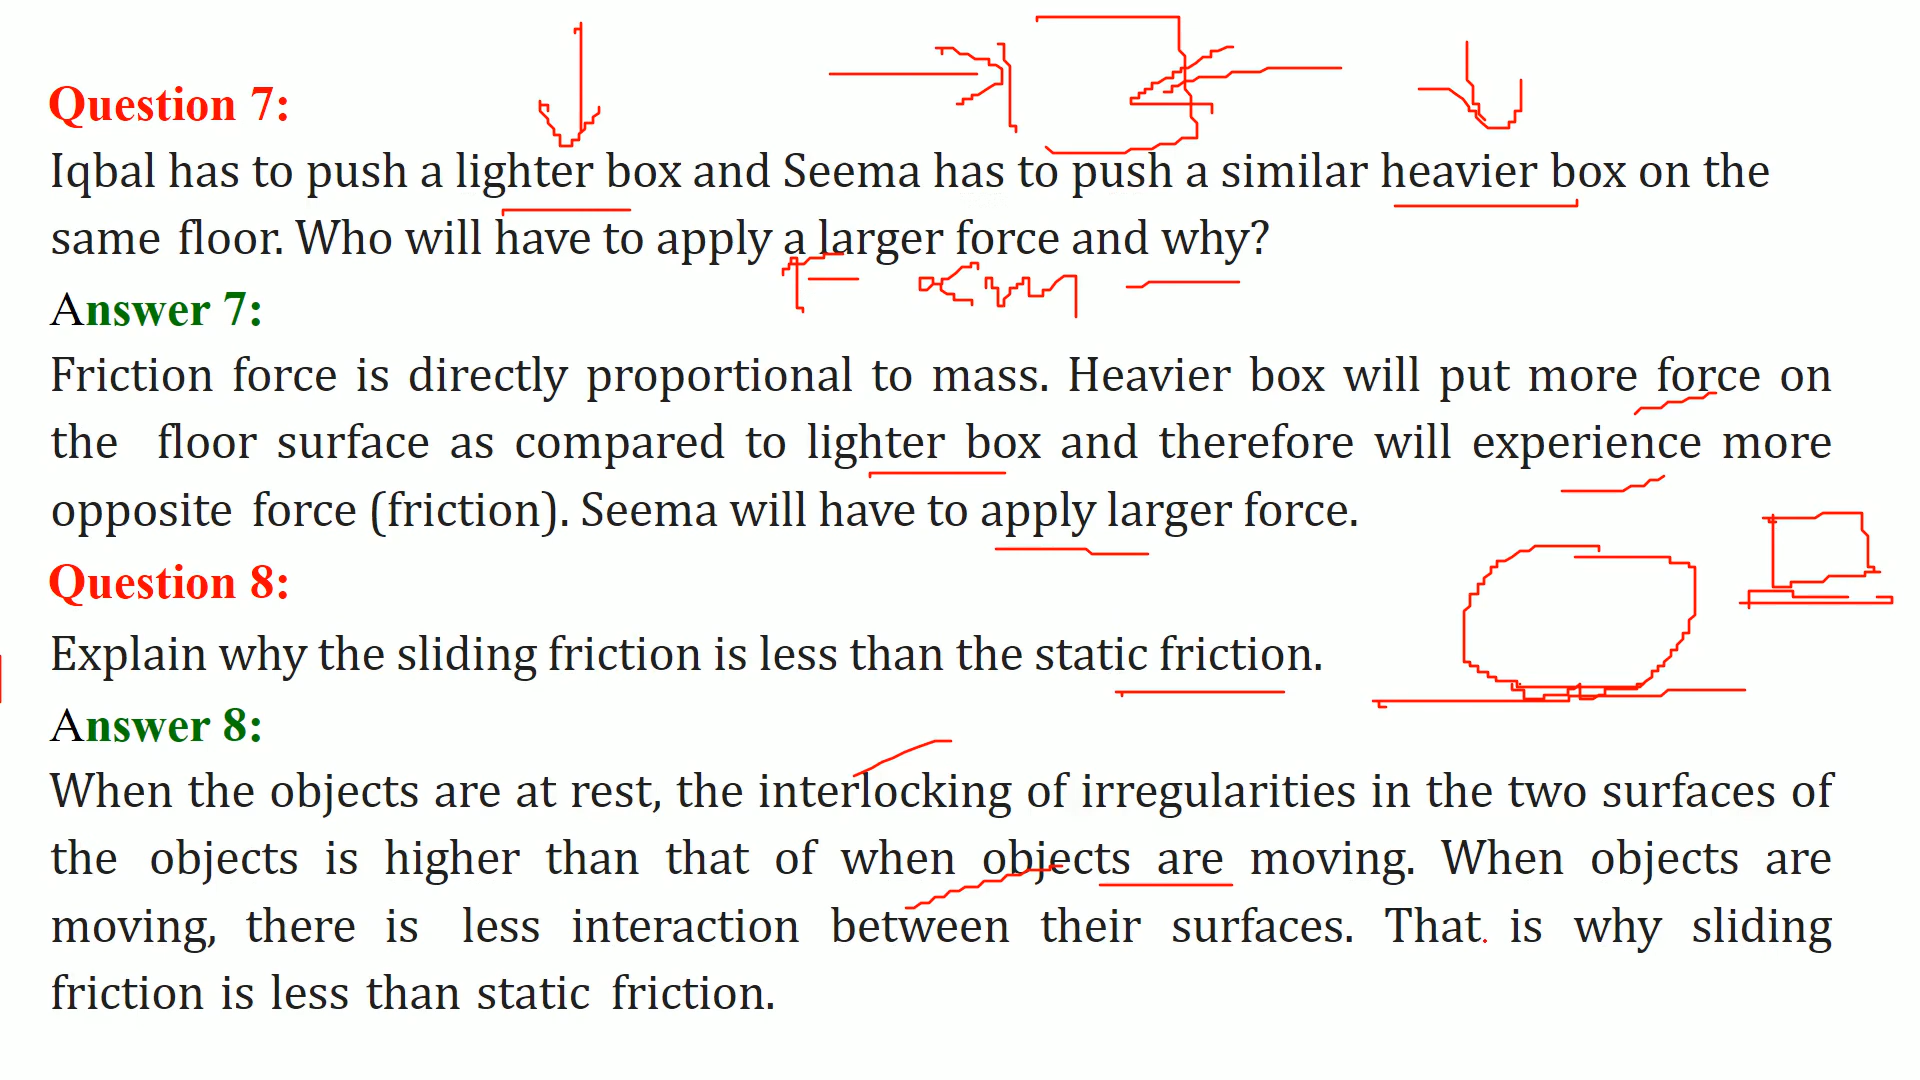 Question 7:
Iqbal has to push a lighter box and Seema has to push a similar heavier box on the
same floor. Who will have to apply a larger force and why?
Answer 7:
Friction force is directly proportional to mass. Heavier box will put more force on
the floor surface as compared to lighter box and therefore will experience more
opposite force (friction). Seema will have to apply larger force.
Question 8:
Explain why the sliding friction is less than the static friction.
Answer 8:
When the objects are at rest, the interlocking of irregularities in the two surfaces of
the objects is higher than that of when objects are moving. When objects are
moving, there is less interaction between their surfaces. That is why sliding
friction is less than static friction.